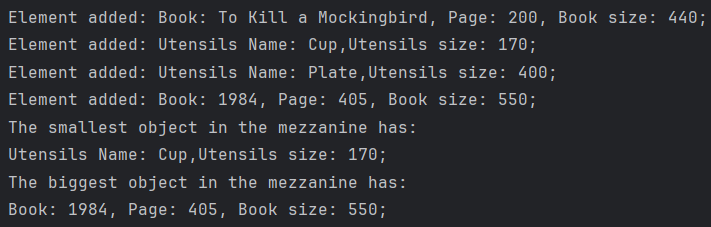 Element added: Book: To Kill a Mockingbird, Page: 200, Book size: 440;
Element added: Utensils Name: Cup,Utensils size: 170;
Element added: Utensils Name: Plate,Utensils size: 400;
Element added: Book: 1984, Page: 405, Book size: 550;
The smallest object in the mezzanine has:
Utensils Name: Cup,Utensils size: 170;
The biggest object in the mezzanine has:
Book: 1984, Page: 405, Book size: 550;